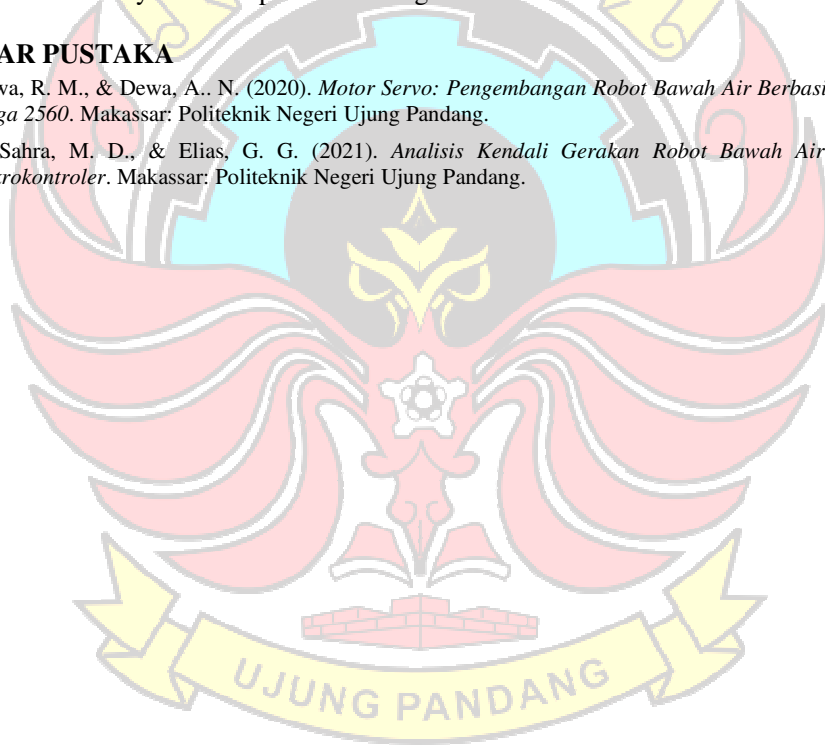 AR PUSTAKA
wa, R. M., & Dewa, A.. N. (2020). Motor Servo: Pengembangan Robot Bawah Air Berbasi
ga 2560. Makassar: Politeknik Negeri Ujung Pandang.
Sahra, M. D., & Elias, G. G. (2021). Analisis Kendali Gerakan Robot Bawah Air
rokontroler. Makassar: Politeknik Negeri Ujung Pandang.
UJUNG PANDANG